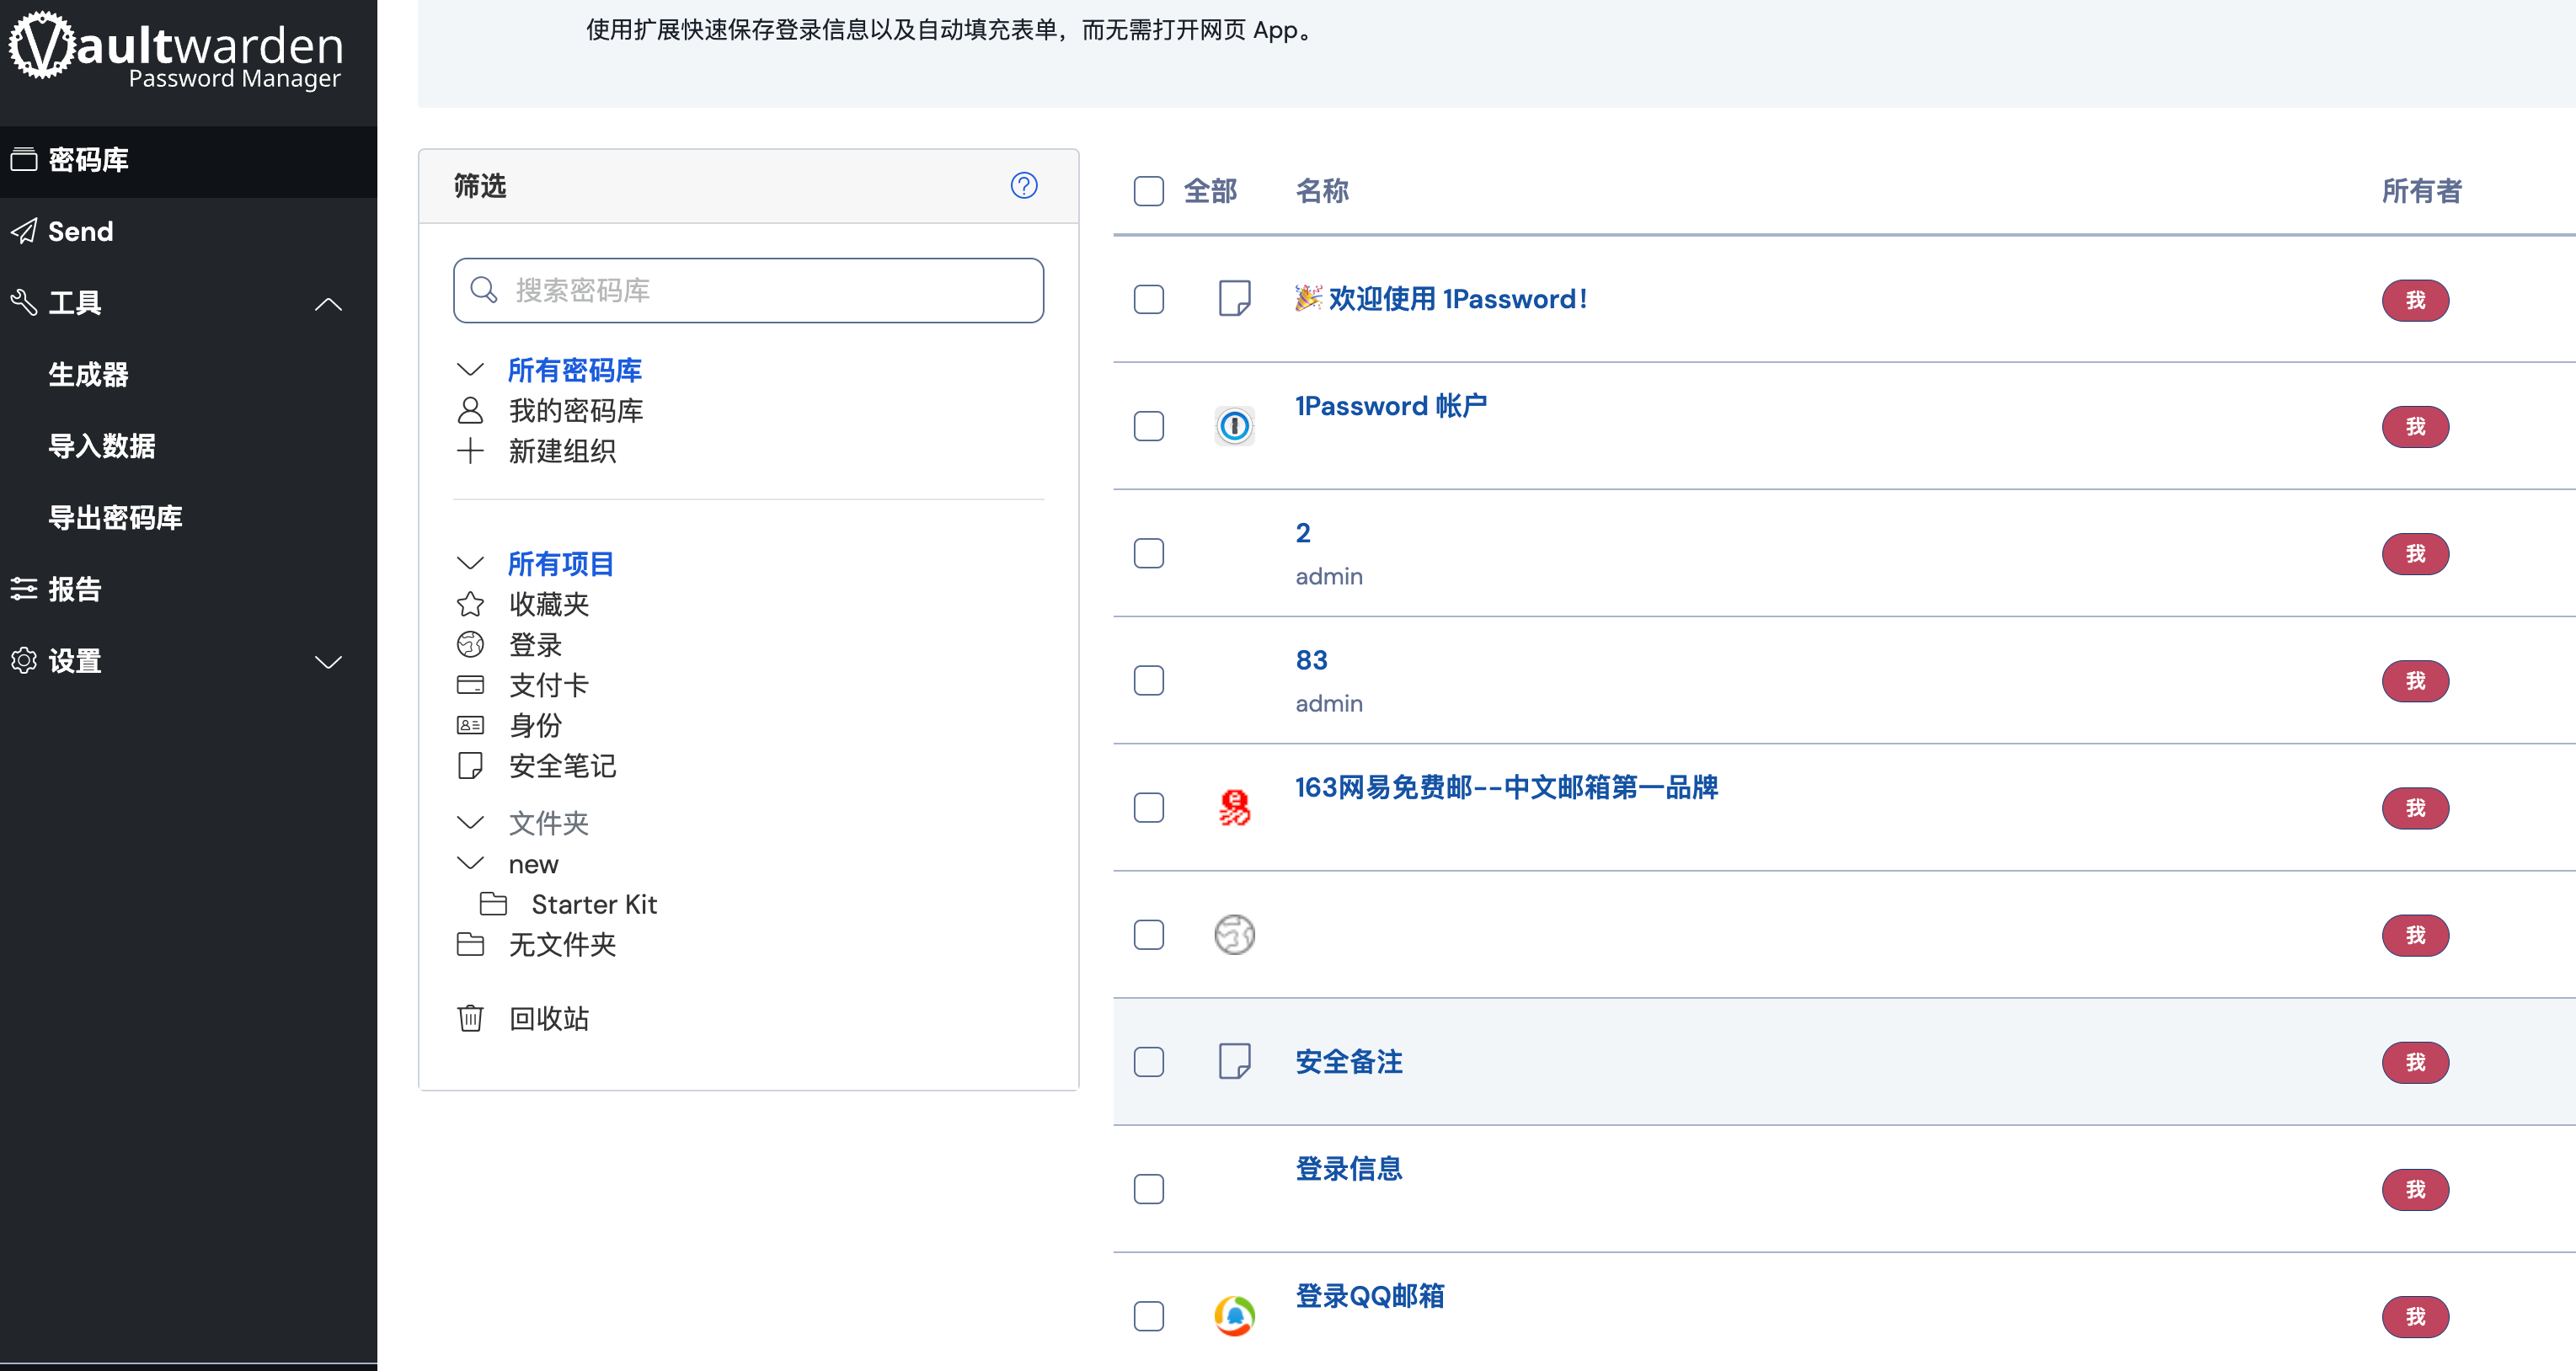 Vaultwarden
Password Manager
密码库
Send
工具
生成器
导入数据
导出密码库
报告
设置
使用扩展快速保存登录信息以及自动填充表单，而无需打开网页 App。
筛选
搜索密码库
所有密码库
我的密码库
新建组织
所有项目
收藏夹
登录
支付卡
身份
安全笔记
文件夹
new
Starter Kit
无文件夹
回收站
全部 名称 所有者
🎉 欢迎使用 1Password！ 我
1Password 帐户 我
2
admin 我
83
admin 我
163网易免费邮--中文邮箱第一品牌 我
我
安全备注 我
登录信息 我
登录QQ邮箱 我